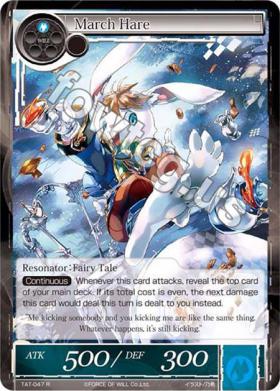 March Hare
WILL
fowtcg.us
Resonator: Fairy Tale
Continuous Whenever this card attacks, reveal the top card
of your main deck. If its total cost is even, the next damage
this card would deal this turn is dealt to you instead.
"Me kicking somebody and you kicking me are like the same thing.
Whatever happens, it's still kicking."
ATK 500/ DEF 300
TAT-047 R ©FORCE OF WILL Co.,Ltd.